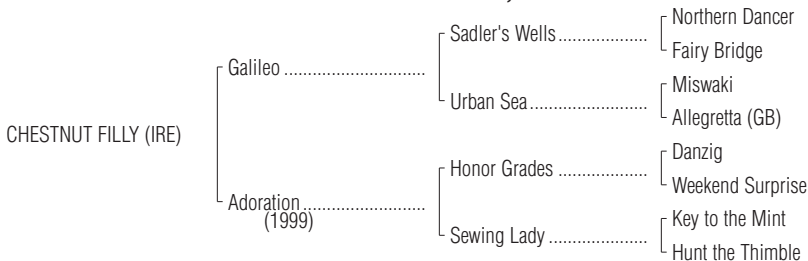 Northern Dancer
Sadler's Wells....................
Fairy Bridge
Galileo ..............................
Miswaki
Urban Sea..........................
Allegretta (GB)
CHESTNUT FILLY (IRE)
Danzig
Honor Grades ....................
Weekend Surprise
Adoration..........................
(1999)
Key to the Mint
Sewing Lady ......................
Hunt the Thimble